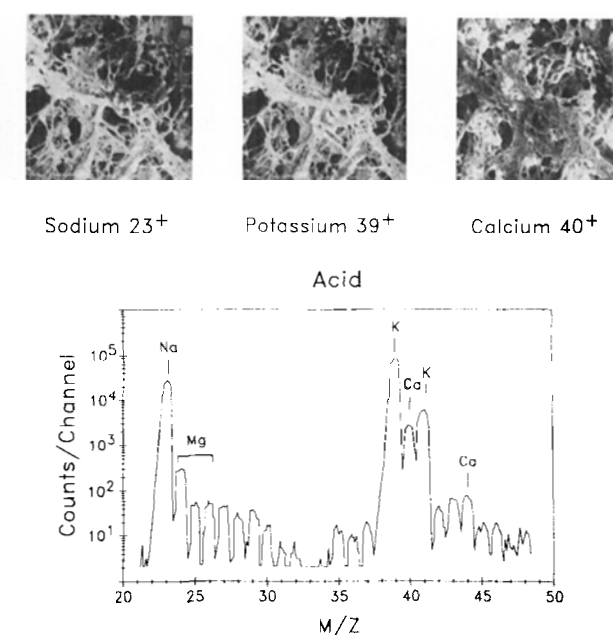 Sodium 23+ Potassium 39+ Calcium 40+
Acid
Counts/Channel
10^5
10^4
10^3
10^2
10^1
Na
Mg
K
Ca
K
Ca
20 25 30 35 40 45 50
M/Z